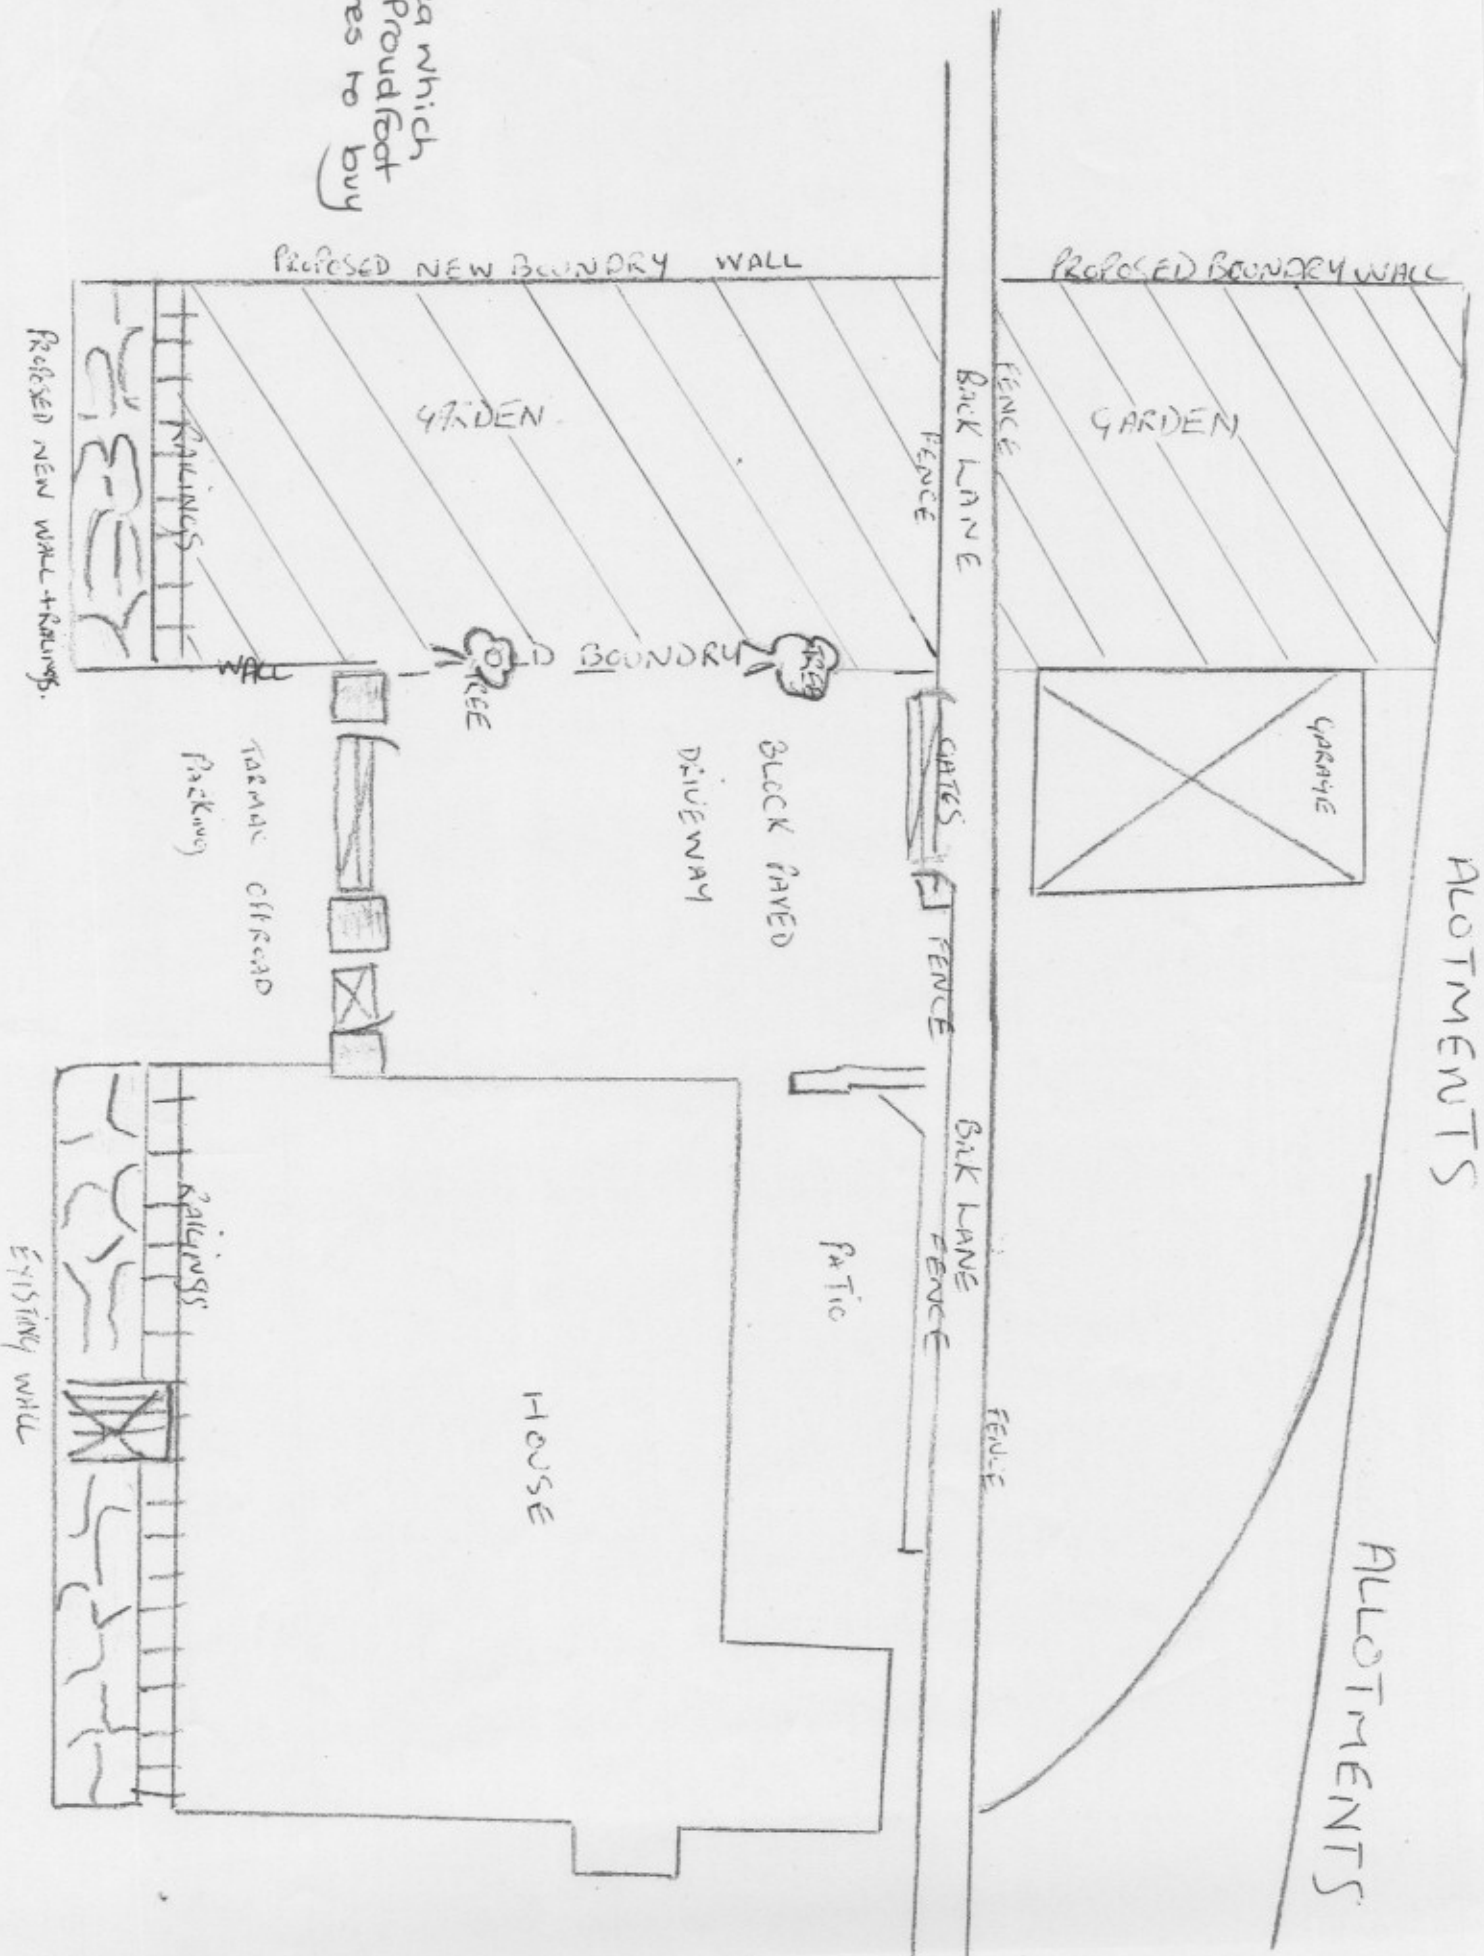 a which
Proudfoot
es to buy
PROPOSED NEW BOUNDRY WALL
PROPOSED BOUNDRY WALL
GARDEN
FENCE
BACK LANE
FENCE
GARDEN
RAILINGS
PROPOSED NEW WALL + RAILINGS.
WALL
OLD BOUNDRY
TREE
TREE
GARAGE
GATES
BLOCK PAVED
DRIVEWAY
TARMAC OFFROAD
PARKING
ALOTMENTS
FENCE
BACK LANE
FENCE
PATIO
RAILINGS
EXISTING WALL
HOUSE
FENCE
ALLOTMENTS